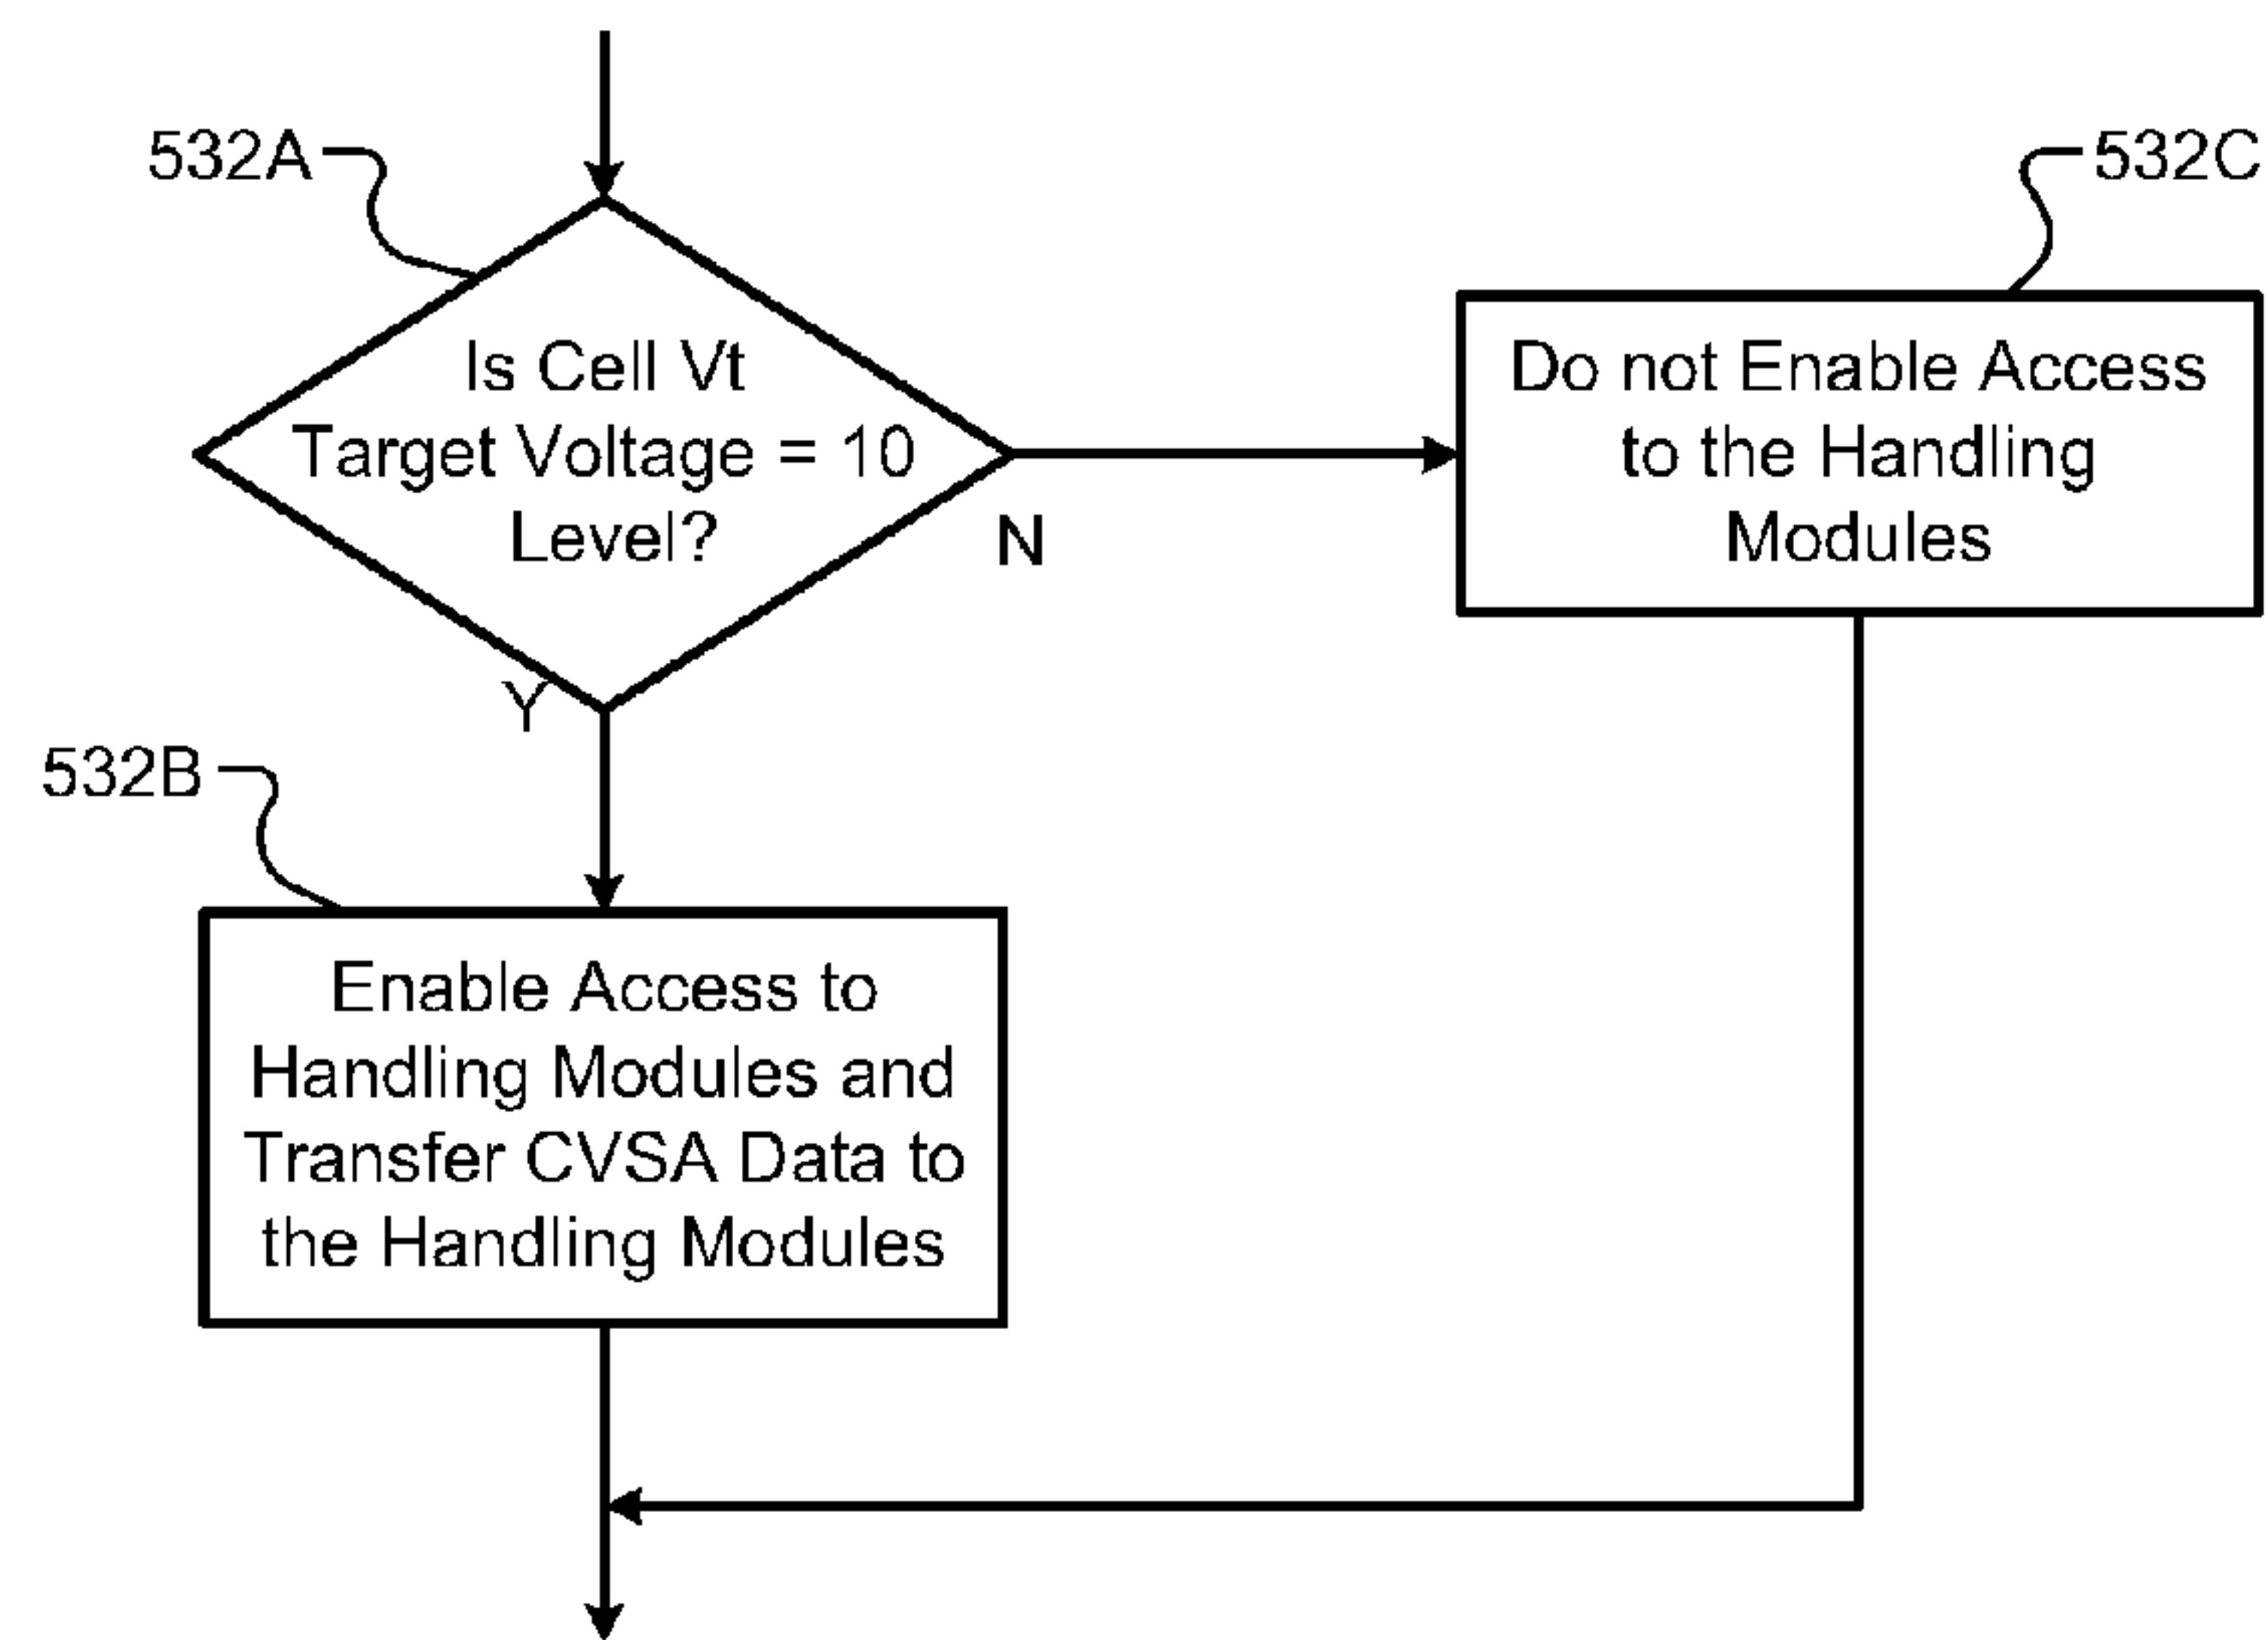 532A
532C
Is Cell Vt
Target Voltage = 10
Level?
N
Y
Do not Enable Access
to the Handling
Modules
532B
Enable Access to
Handling Modules and
Transfer CVSA Data to
the Handling Modules